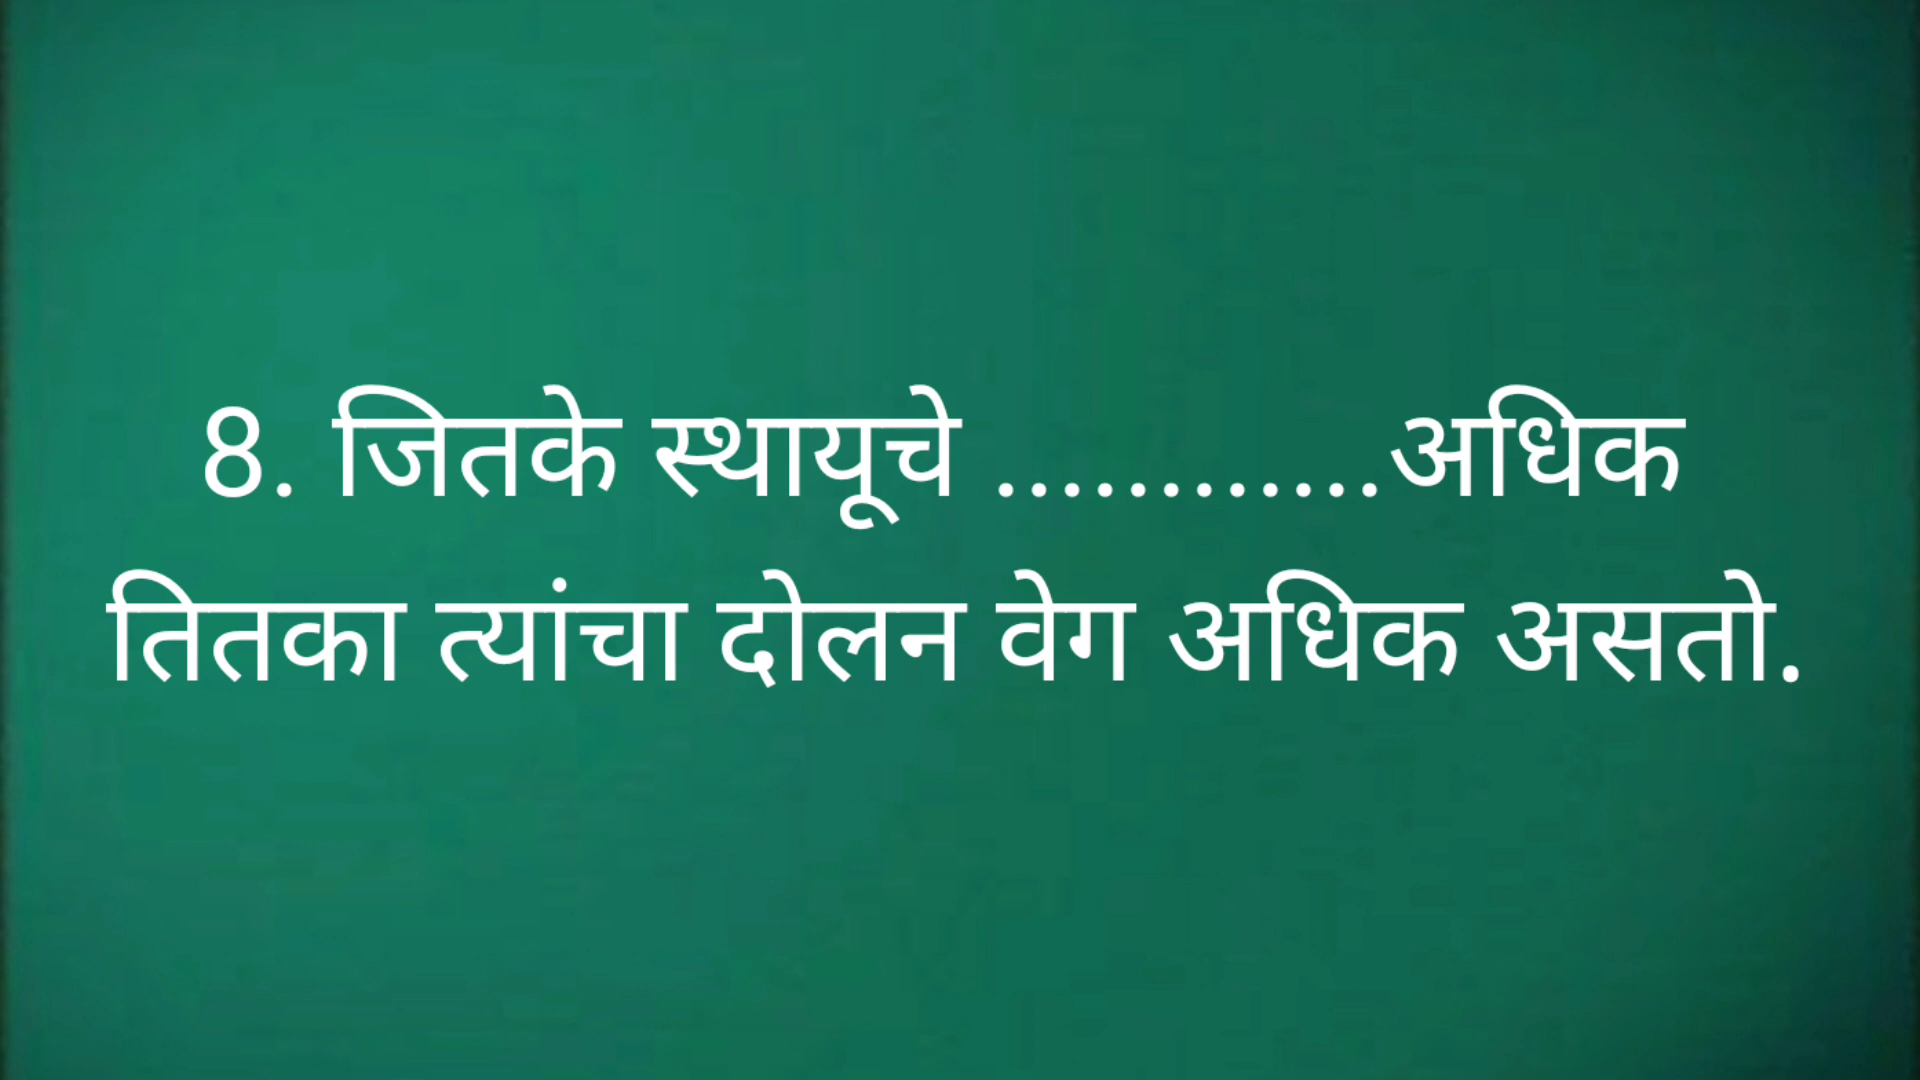 8. जितके स्थायूचे ............अधिक
तितका त्यांचा दोलन वेग अधिक असतो.